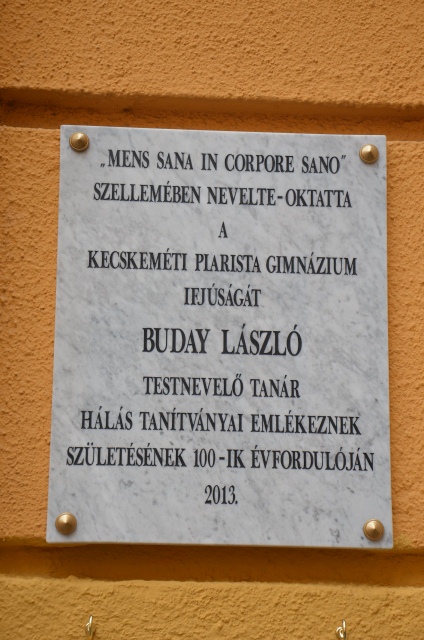 „MENS SANA IN CORPORE SANO"
SZELLEMÉBEN NEVELTE-OKTATTA
A
KECSKEMÉTI PIARISTA GIMNÁZIUM
IFJÚSÁGÁT
BUDAY LÁSZLÓ
TESTNEVELŐ TANÁR
HÁLÁS TANÍTVÁNYAI EMLÉKEZNEK
SZÜLETÉSÉNEK 100-IK ÉVFORDULÓJÁN
2013.